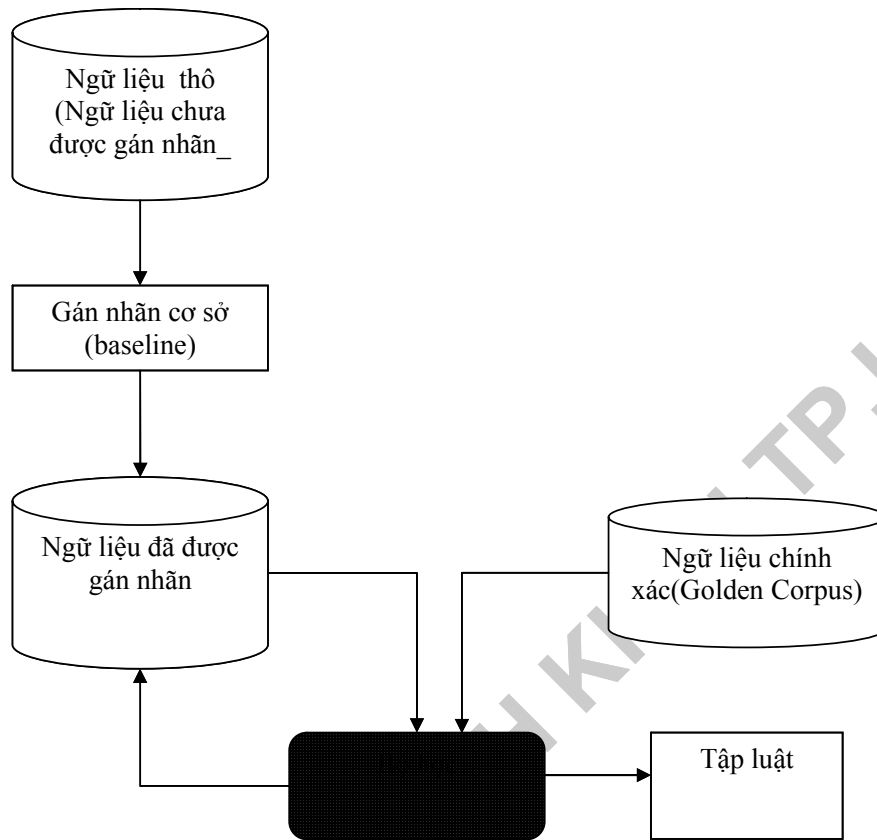 Ngữ liệu thô
(Ngữ liệu chưa
được gán nhãn_
Gán nhãn cơ sở
(baseline)
Ngữ liệu đã được
gán nhãn
Ngữ liệu chính
xác(Golden Corpus)
Tập luật